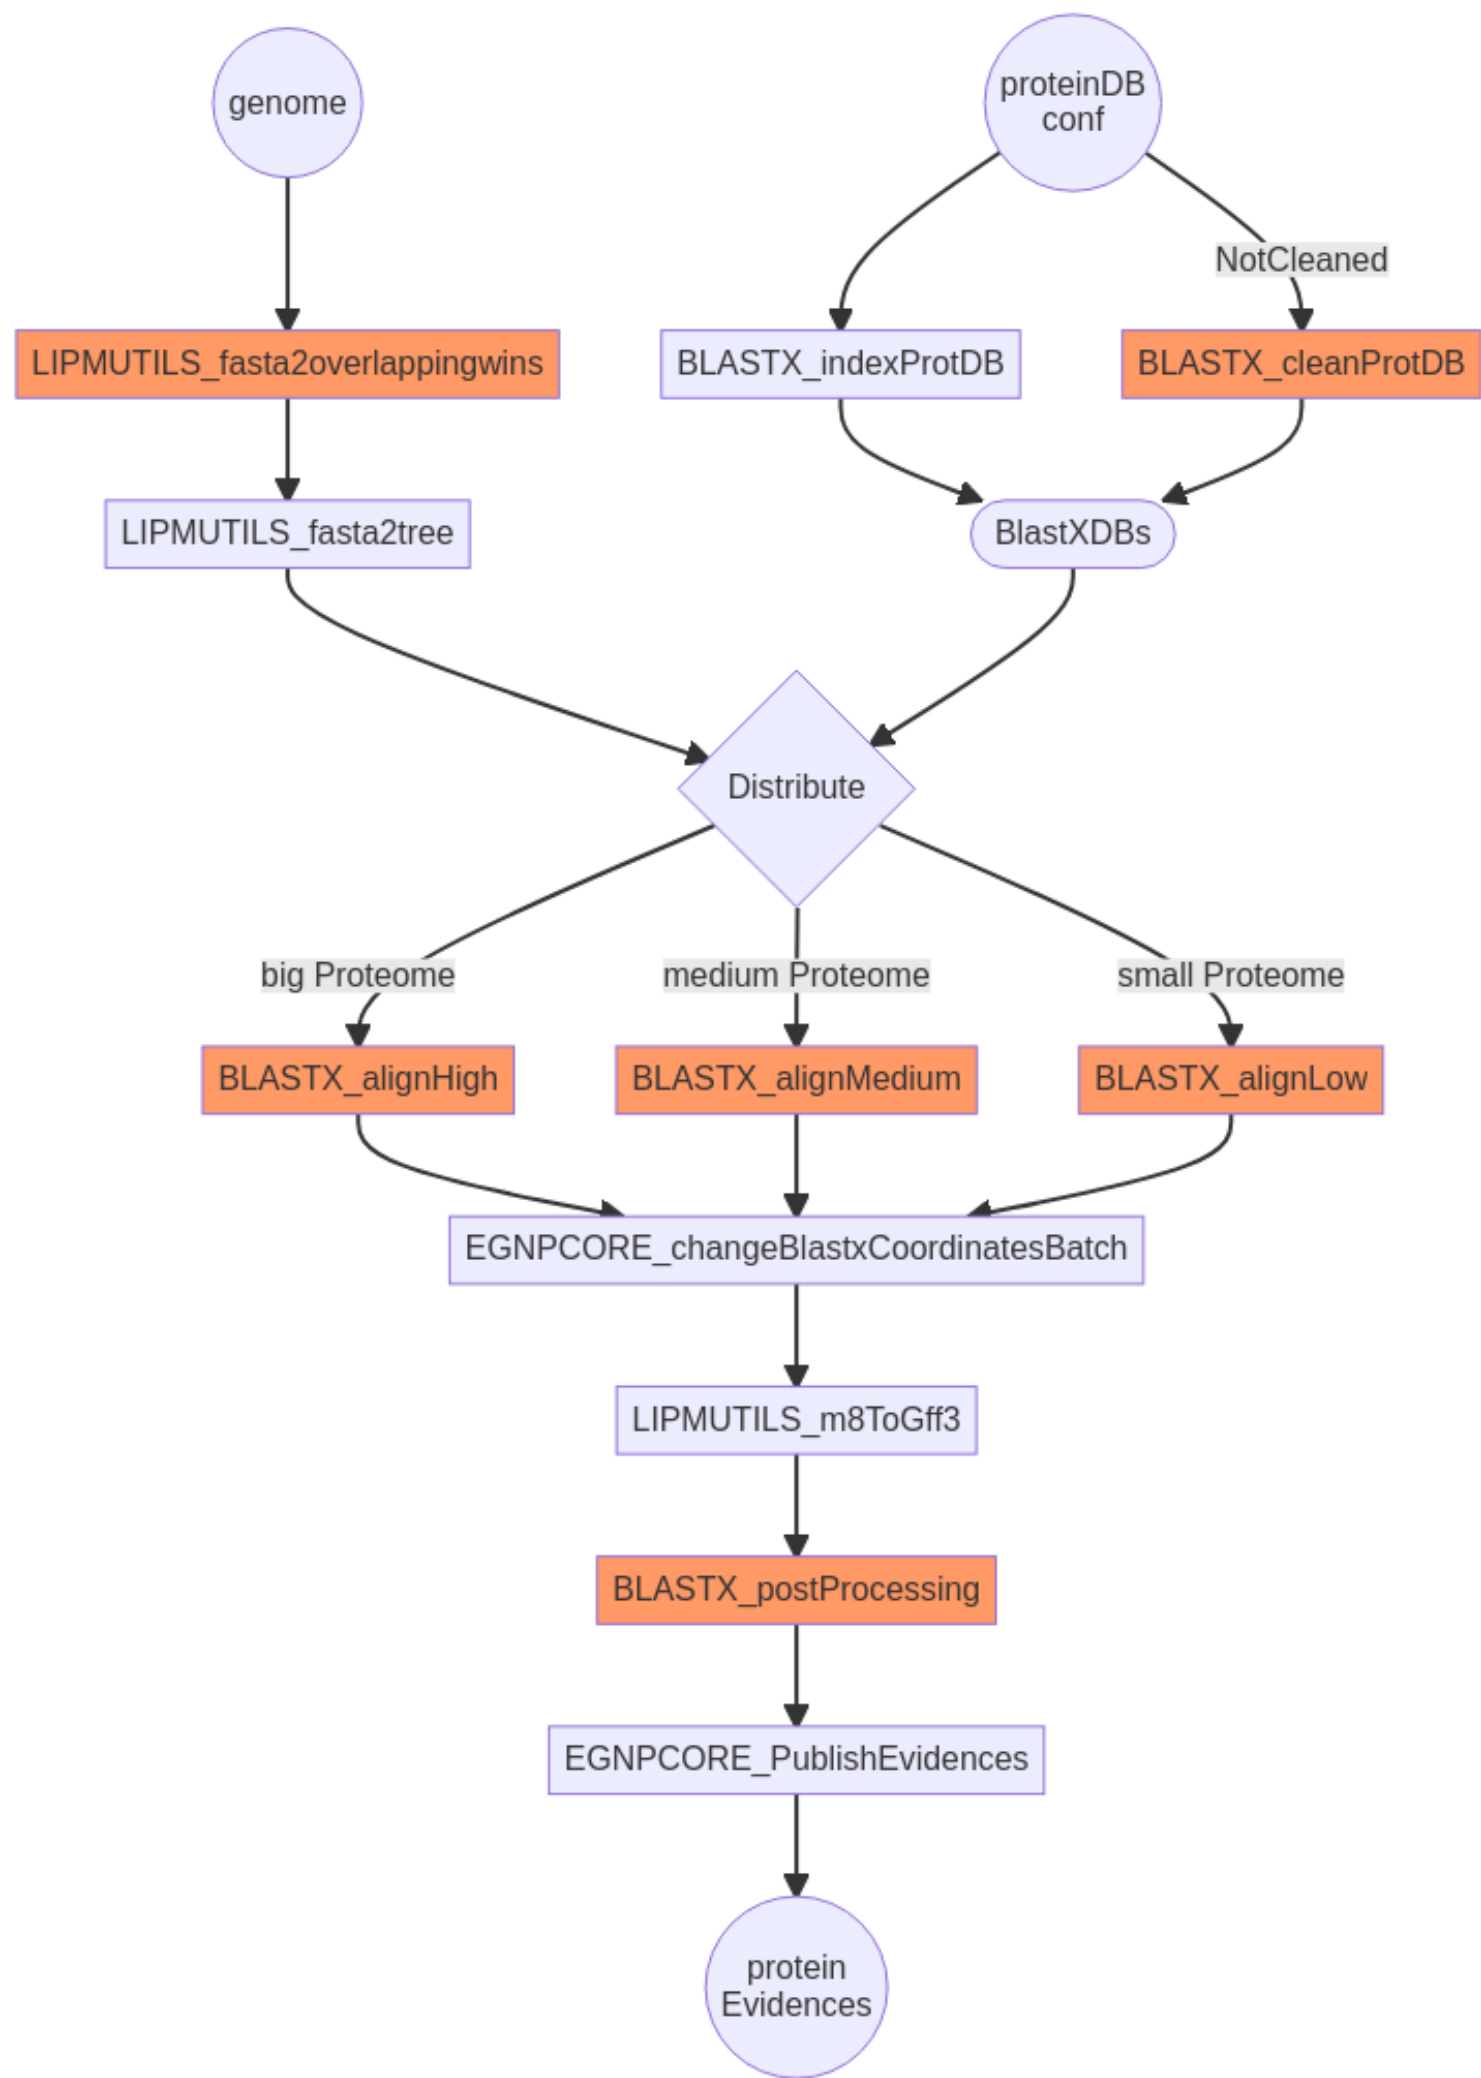 genome
proteinDB
conf
NotCleaned
LIPMUTILS_fasta2overlappingwins
BLASTX_indexProtDB
BLASTX_cleanProtDB
LIPMUTILS_fasta2tree
BlastXDBs
Distribute
big Proteome
medium Proteome
small Proteome
BLASTX_alignHigh
BLASTX_alignMedium
BLASTX_alignLow
EGNPCORE_changeBlastxCoordinatesBatch
LIPMUTILS_m8ToGff3
BLASTX_postProcessing
EGNPCORE_PublishEvidences
protein
Evidences